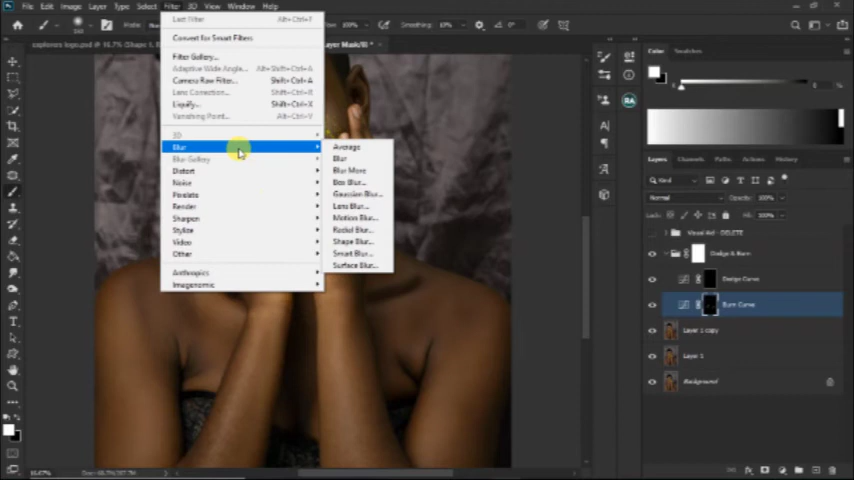 File Edit Image Layer Type Select Filter 3D View Window Help
Smoothing:
Layer Mask/8) *
Last Filter Alt+Ctrl+F
Convert for Smart Filters
Filter Gallery...
Adaptive Wide Angle... Alt+Shift+Ctrl+A
Camera Raw Filter... Shift+Ctrl+A
Lens Correction... Shift+Ctrl+R
Liquify... Shift+Ctrl+X
Vanishing Point... Alt+Ctrl+V
3D
Blur
Blur Gallery
Distort
Noise
Pixelate
Render
Sharpen
Stylize
Video
Other
Anthropics
Imagenomic
Average
Blur
Blur More
Box Blur...
Gaussian Blur...
Lens Blur...
Motion Blur...
Radial Blur...
Shape Blur...
Smart Blur...
Surface Blur...
Color Swatches
K
%
RA
Layers Channels Paths Actions History
Kind
Normal Opacity: 100%
Lock: Fill: 100%
Visual Aid - DELETE
Dodge & Burn
Dodge Curve
Burn Curve
Layer 1 copy
Layer 1
Background
fx